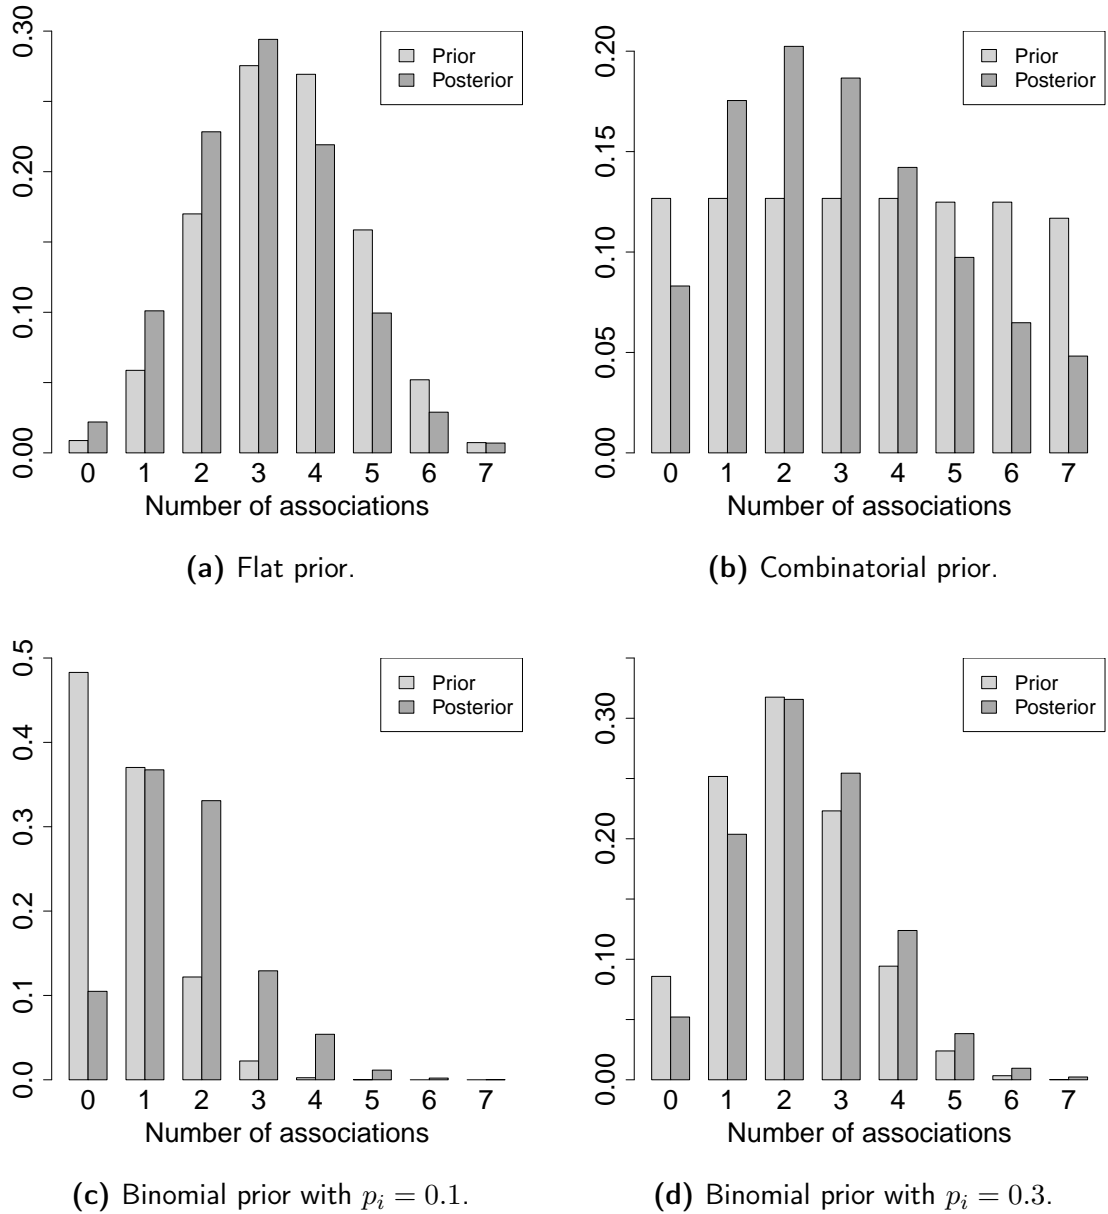 0.00 0.10 0.20 0.30
Prior
Posterior
0 1 2 3 4 5 6 7
Number of associations
(a) Flat prior.
0.00 0.05 0.10 0.15 0.20
Prior
Posterior
0 1 2 3 4 5 6 7
Number of associations
(b) Combinatorial prior.
0.0 0.1 0.2 0.3 0.4 0.5
Prior
Posterior
0 1 2 3 4 5 6 7
Number of associations
(c) Binomial prior with p_i = 0.1.
0.00 0.10 0.20 0.30
Prior
Posterior
0 1 2 3 4 5 6 7
Number of associations
(d) Binomial prior with p_i = 0.3.